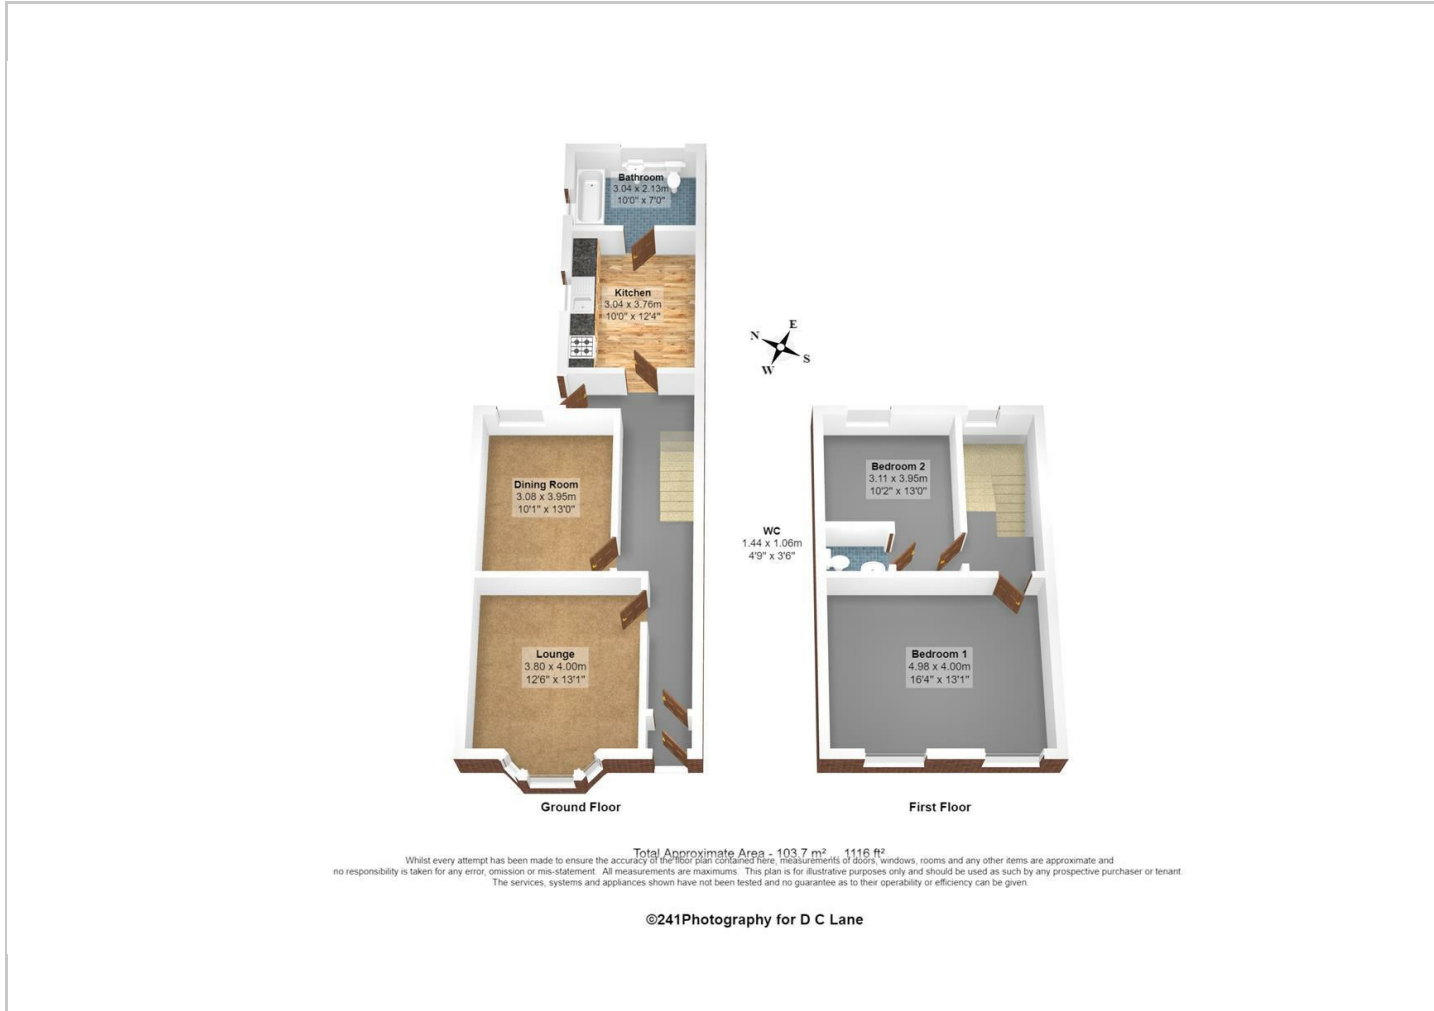 Bathroom
3.04 x 2.13m
10'0" x 7'0"
Kitchen
3.04 x 3.76m
10'0" x 12'4"
N
E
S
W
Dining Room
3.08 x 3.95m
10'1" x 13'0"
Bedroom 2
3.11 x 3.95m
10'2" x 13'0"
WC
1.44 x 1.06m
4'9" x 3'6"
Lounge
3.80 x 4.00m
12'6" x 13'1"
Bedroom 1
4.98 x 4.00m
16'4" x 13'1"
Ground Floor
First Floor
Total Approximate Area - 103.7 m² 1116 ft²
Whilst every attempt has been made to ensure the accuracy of the floor plan contained here, measurements of doors, windows, rooms and any other items are approximate and
no responsibility is taken for any error, omission or mis-statement. All measurements are maximums. This plan is for illustrative purposes only and should be used as such by any prospective purchaser or tenant.
The services, systems and appliances shown have not been tested and no guarantee as to their operability or efficiency can be given.
©241Photography for D C Lane